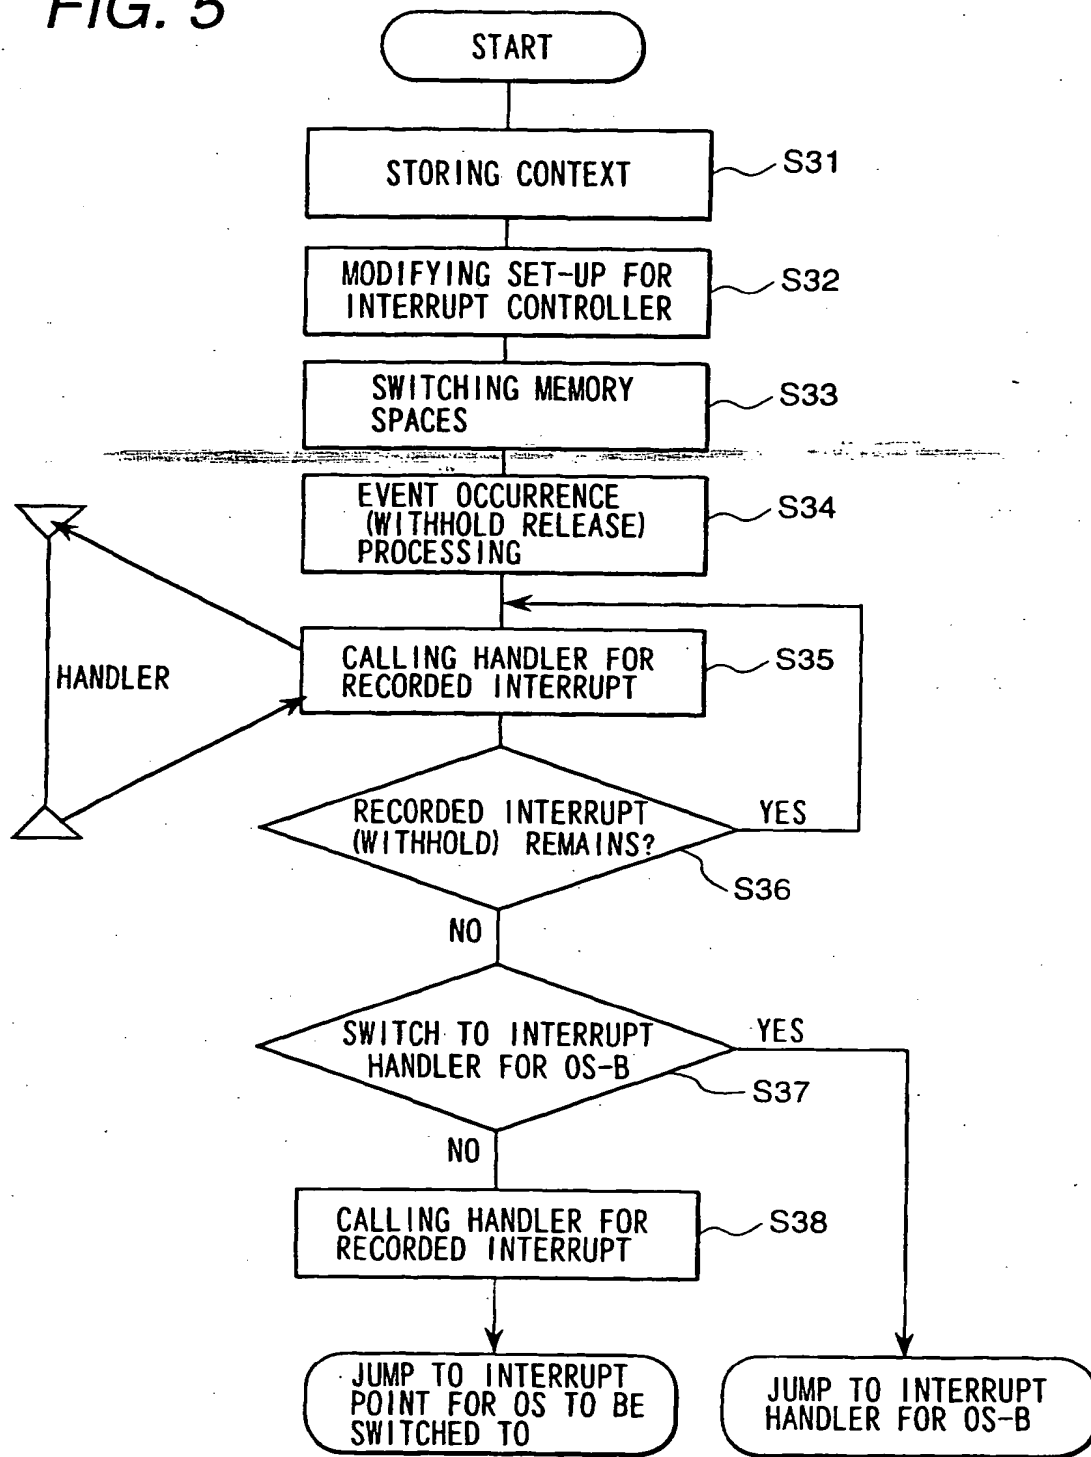 FIG. 5
START
STORING CONTEXT
S31
MODIFYING SET-UP FOR
INTERRUPT CONTROLLER
S32
SWITCHING MEMORY
SPACES
S33
EVENT OCCURRENCE
(WITHHOLD RELEASE)
PROCESSING
S34
HANDLER
CALLING HANDLER FOR
RECORDED INTERRUPT
S35
RECORDED INTERRUPT
(WITHHOLD) REMAINS?
YES
S36
NO
SWITCH TO INTERRUPT
HANDLER FOR OS-B
YES
S37
NO
CALLING HANDLER FOR
RECORDED INTERRUPT
S38
JUMP TO INTERRUPT
POINT FOR OS TO BE
SWITCHED TO
JUMP TO INTERRUPT
HANDLER FOR OS-B